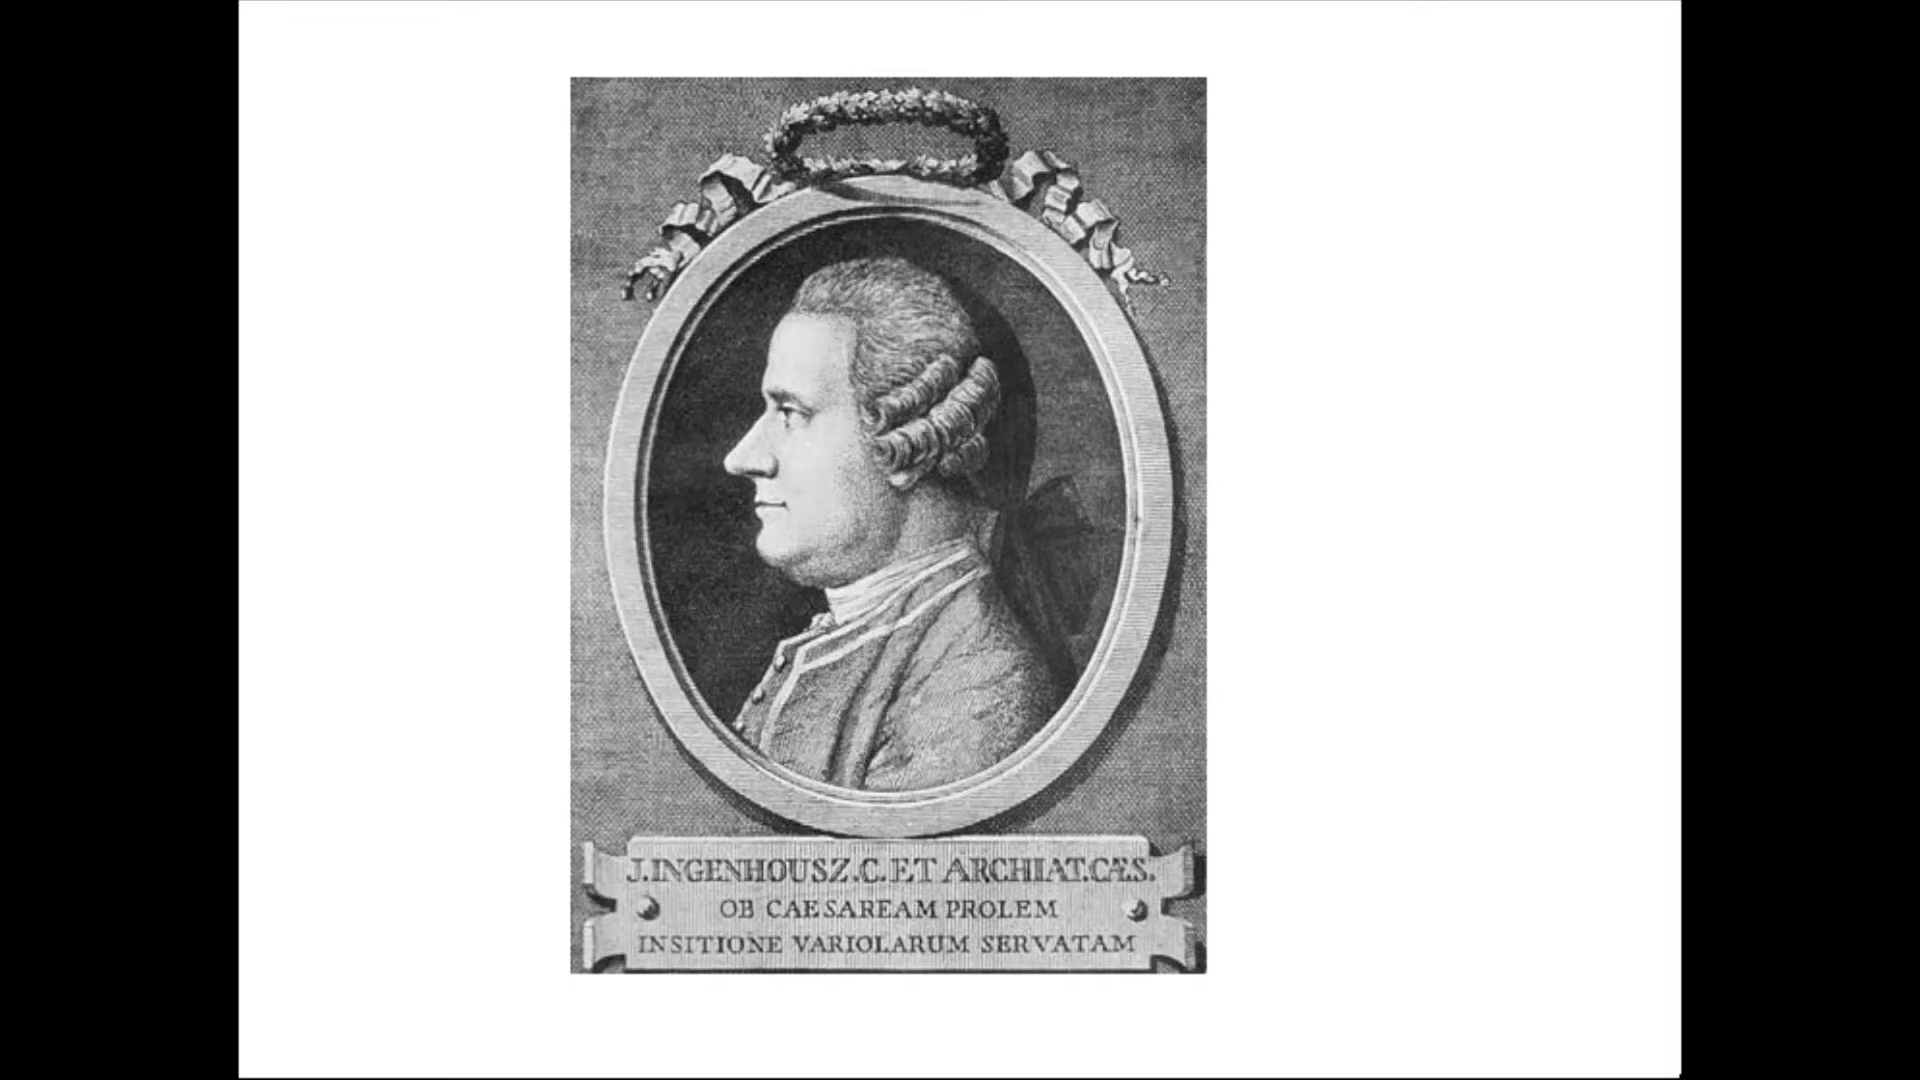 J. INGENHOUSZ. C. ET ARCHIAT. CÆS.
OB CAESAREAM PROLEM
INSITIONE VARIOLARUM SERVATAM